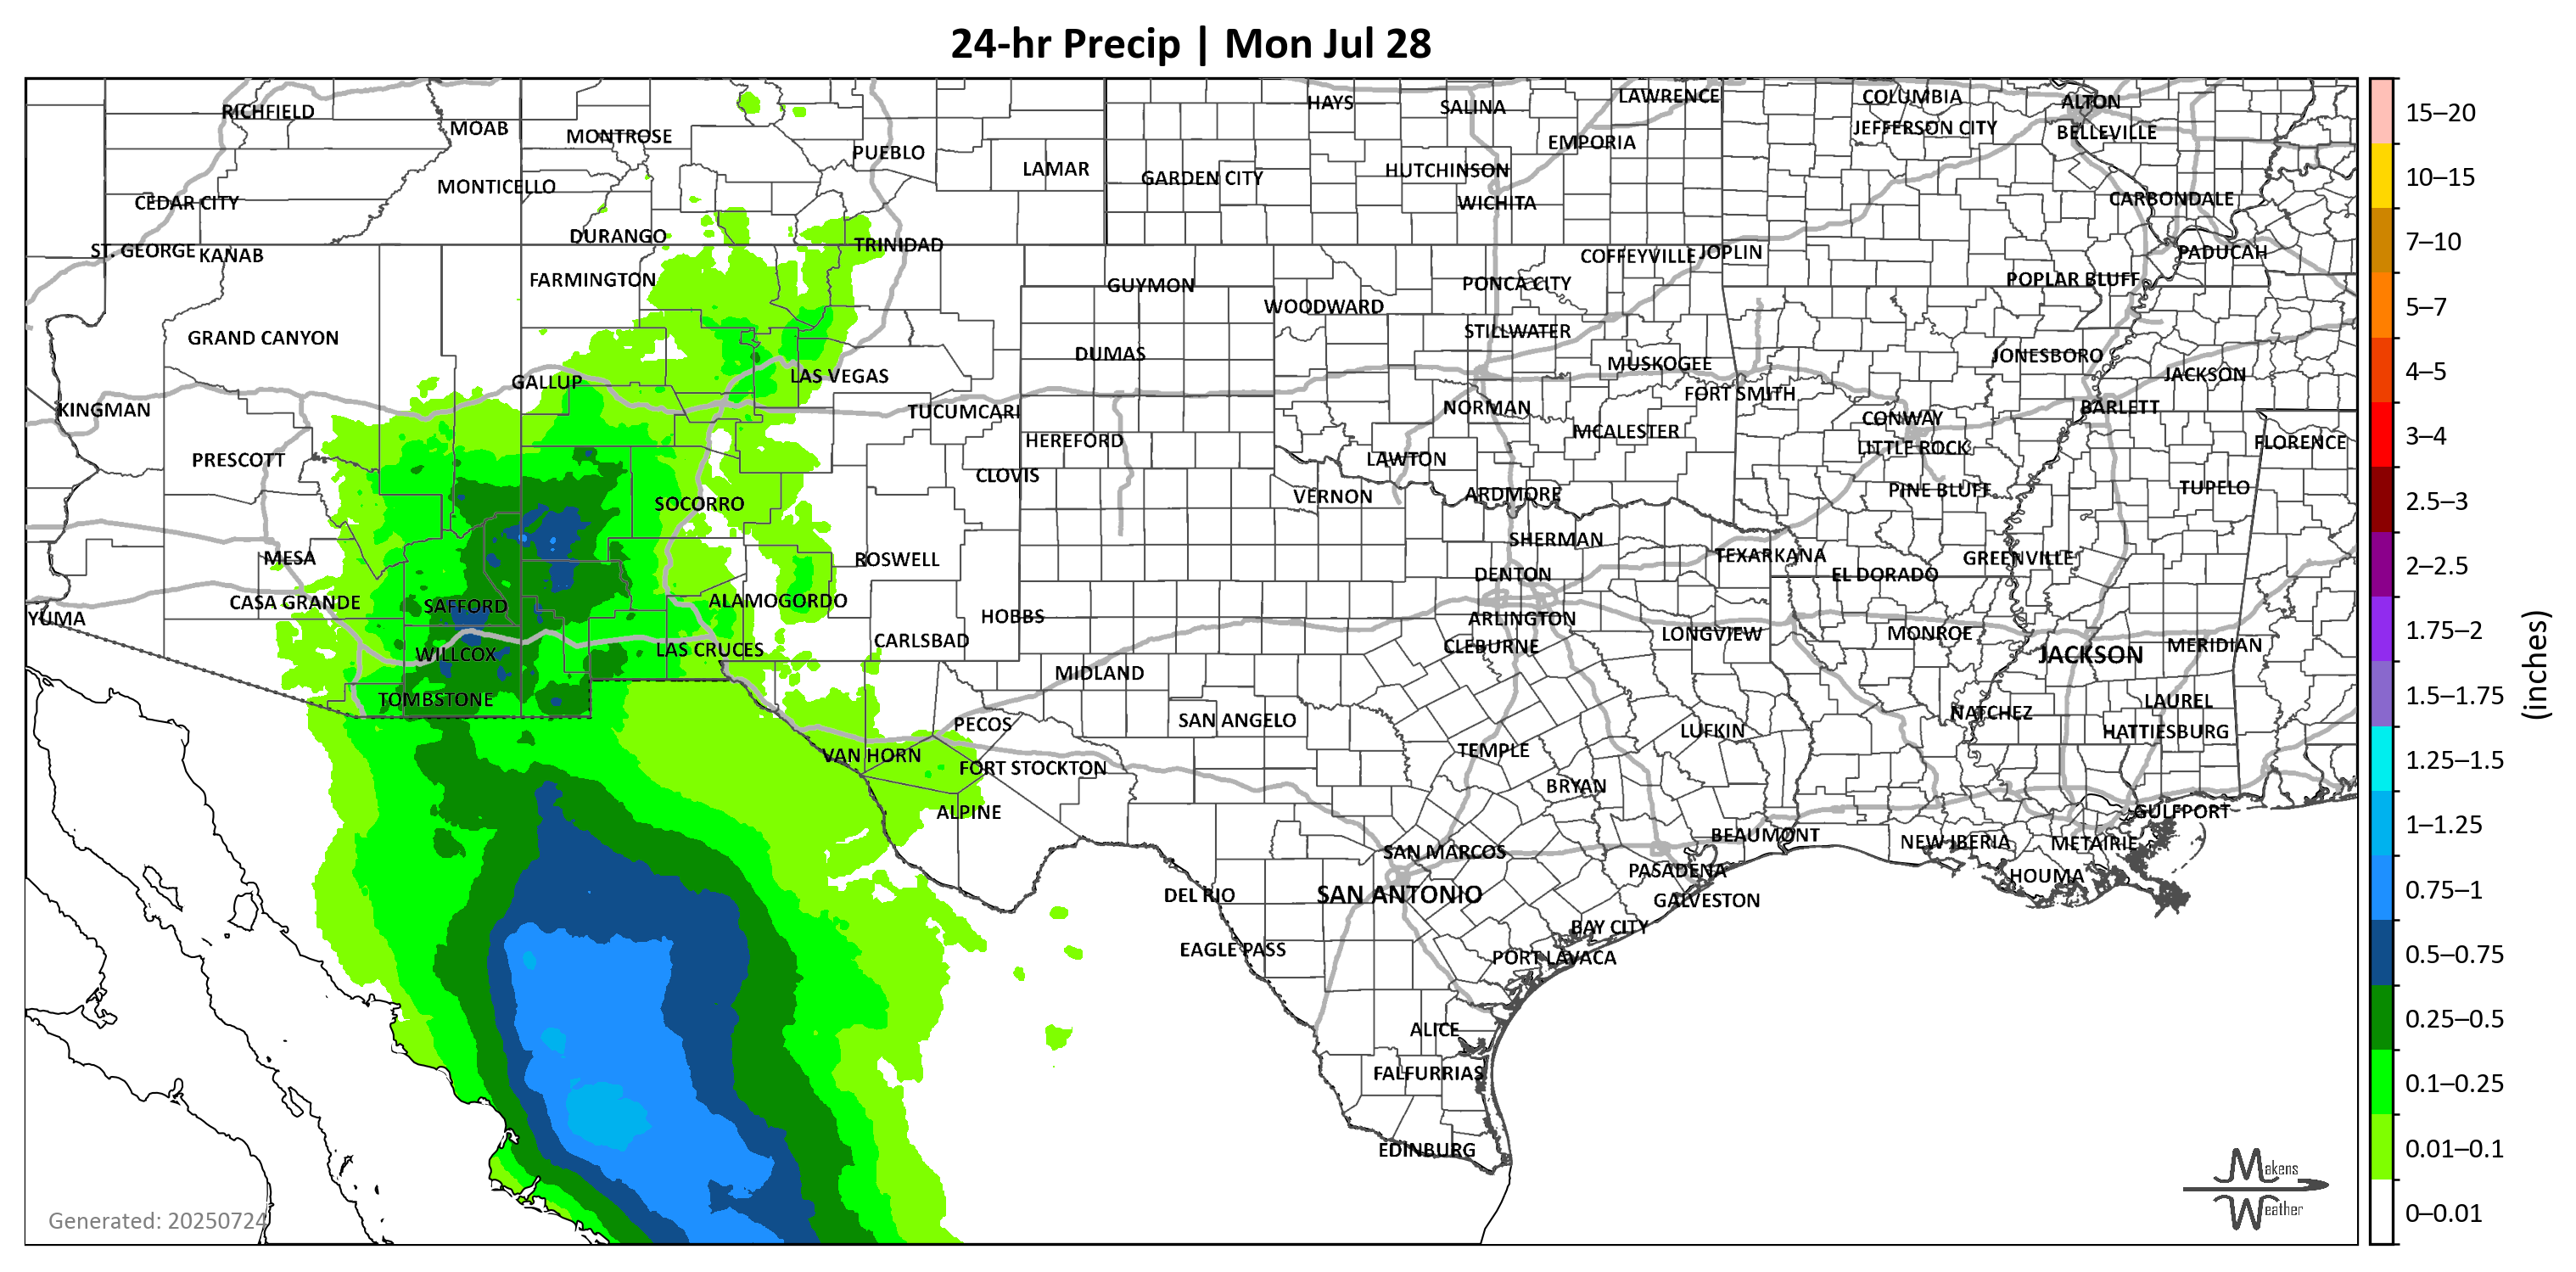 24-hr Precip | Mon Jul 28
RICHFIELD
MOAB
MONTROSE
PUEBLO
LAMAR
GARDEN CITY
HAYS
SALINA
LAWRENCE
EMPORIA
HUTCHINSON
WICHITA
COLUMBIA
JEFFERSON CITY
ALTON
BELLEVILLE
CARBONDALE
CEDAR CITY
MONTICELLO
ST. GEORGE
KANAB
DURANGO
TRINIDAD
FARMINGTON
GUYMON
WOODWARD
PONCA CITY
COFFEYVILLE
JOPLIN
POPLAR BLUFF
PADUCAH
GRAND CANYON
DUMAS
STILLWATER
MUSKOGEE
JONESBORO
JACKSON
GALLUP
LAS VEGAS
FORT SMITH
KINGMAN
TUCUMCARI
NORMAN
CONWAY
BARLETT
HEREFORD
MCALESTER
LITTLE ROCK
FLORENCE
PRESCOTT
CLOVIS
LAWTON
VERNON
ARDMORE
PINE BLUFF
TUPELO
SOCORRO
MESA
ROSWELL
SHERMAN
TEXARKANA
GREENVILLE
DENTON
EL DORADO
CASA GRANDE
SAFFORD
ALAMOGORDO
YUMA
HOBBS
ARLINGTON
CARLSBAD
LONGVIEW
MONROE
CLEBURNE
MERIDIAN
WILLCOX
LAS CRUCES
JACKSON
MIDLAND
TOMBSTONE
LAUREL
NATCHEZ
PECOS
SAN ANGELO
LUFKIN
HATTIESBURG
VAN HORN
FORT STOCKTON
TEMPLE
BRYAN
ALPINE
GULFPORT
BEAUMONT
NEW IBERIA
METAIRIE
SAN MARCOS
PASADENA
HOUMA
DEL RIO
SAN ANTONIO
GALVESTON
BAY CITY
EAGLE PASS
PORT LAVACA
ALICE
FALFURRIAS
EDINBURG
Generated: 20250724
Makens
Weather
15–20
10–15
7–10
5–7
4–5
3–4
2.5–3
2–2.5
1.75–2
1.5–1.75
1.25–1.5
1–1.25
0.75–1
0.5–0.75
0.25–0.5
0.1–0.25
0.01–0.1
0–0.01
(inches)